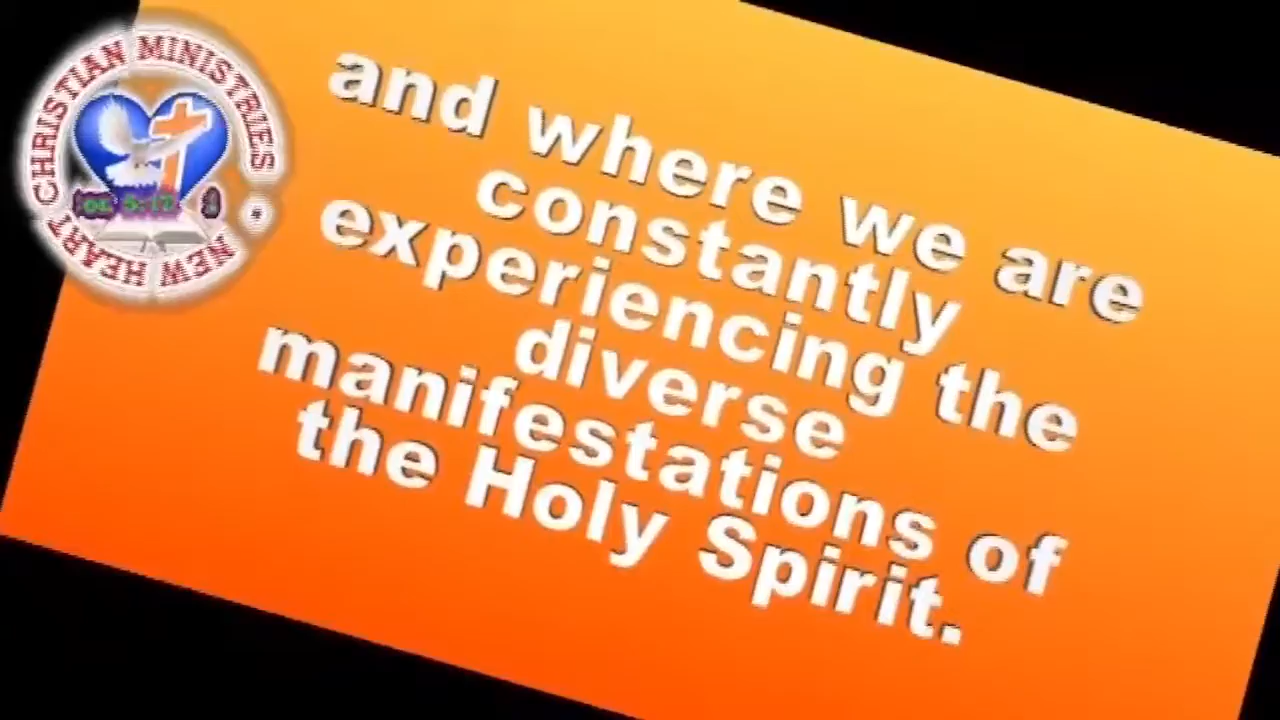 CHRISTIAN MINISTRIES
NEW HEART
and where we are
constantly
experiencing the
diverse
manifestations of
the Holy Spirit.